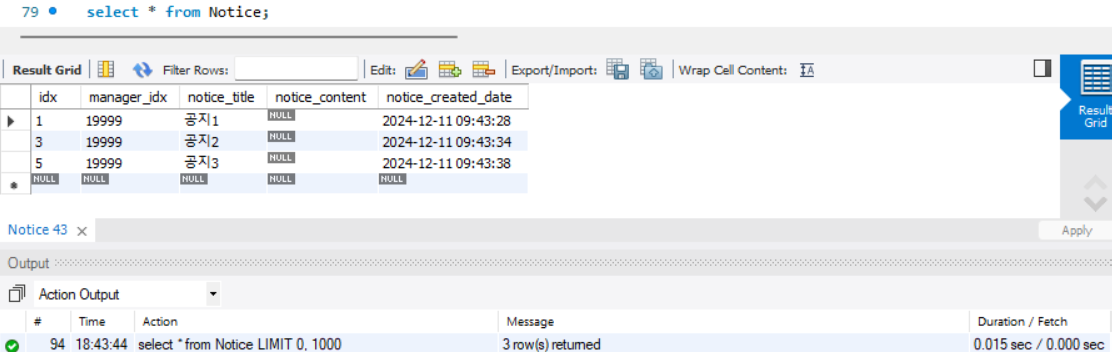 79 select * from Notice;
Result Grid Filter Rows: Edit: Export/Import: Wrap Cell Content: IA
idx manager_idx notice_title notice_content notice_created_date
1 19999 공지1 NULL 2024-12-11 09:43:28
3 19999 공지2 NULL 2024-12-11 09:43:34
5 19999 공지3 NULL 2024-12-11 09:43:38
NULL NULL NULL NULL NULL
Result
Grid
Notice 43 Apply
Output
Action Output
# Time Action Message Duration / Fetch
94 18:43:44 select * from Notice LIMIT 0, 1000 3 row(s) returned 0.015 sec / 0.000 sec